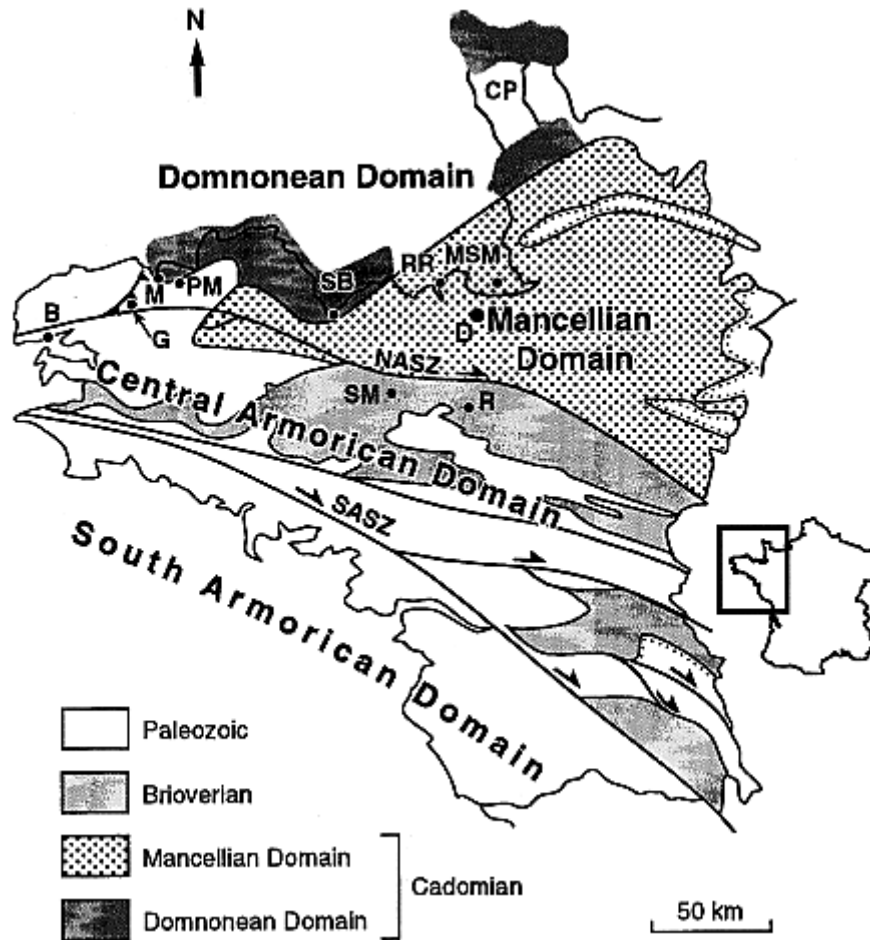 N
CP
Domnonean Domain
RR
MSM
SB
M
PM
B
D
Mancellian
Domain
G
NASZ
SM
R
Central Armorican Domain
SASZ
South Armorican Domain
Paleozoic
Brioverian
Mancellian Domain
Cadomian
Domnonean Domain
50 km